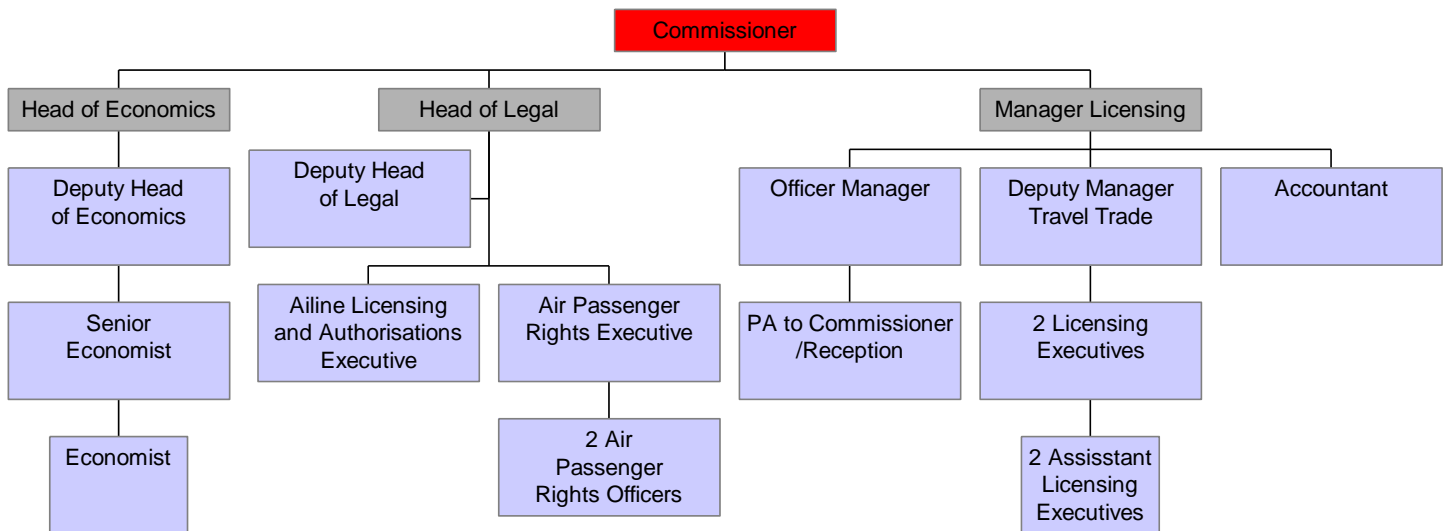 Commissioner
Head of Economics
Head of Legal
Manager Licensing
Deputy Head
of Economics
Deputy Head
of Legal
Officer Manager
Deputy Manager
Travel Trade
Accountant
Senior
Economist
Ailine Licensing
and Authorisations
Executive
Air Passenger
Rights Executive
PA to Commissioner
/Reception
2 Licensing
Executives
Economist
2 Air
Passenger
Rights Officers
2 Assisstant
Licensing
Executives